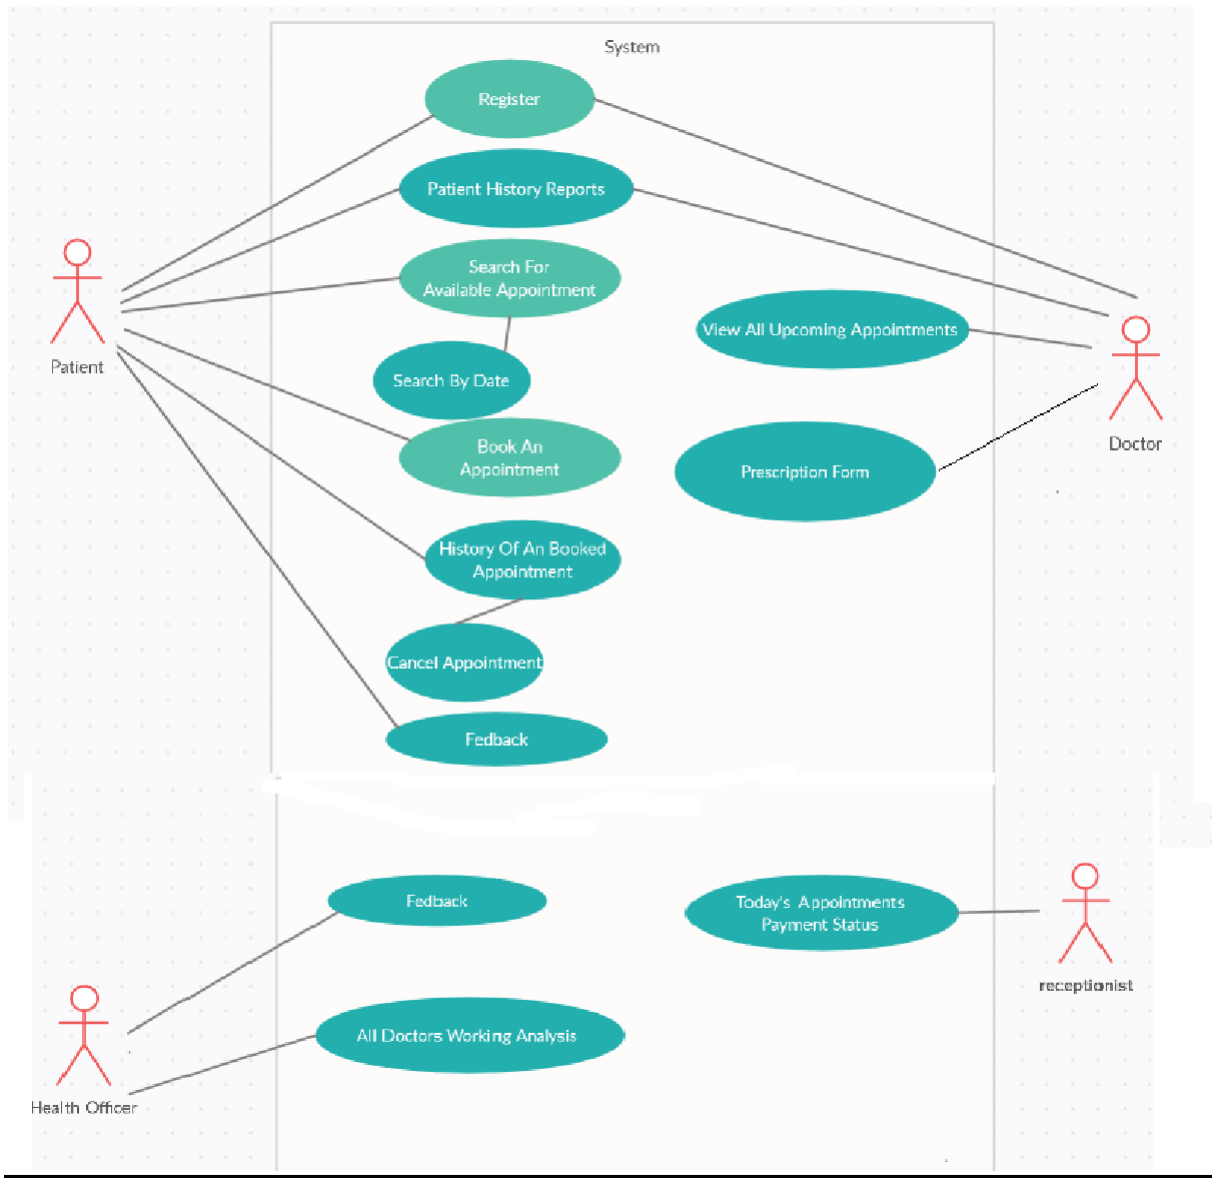 System
Register
Patient History Reports
Search For
Available Appointment
View All Upcoming Appointments
Patient
Search By Date
Doctor
Book An
Appointment
Prescription Form
History Of An Booked
Appointment
Cancel Appointment
Fedback
Fedback
Today's Appointments
Payment Status
receptionist
All Doctors Working Analysis
Health Officer